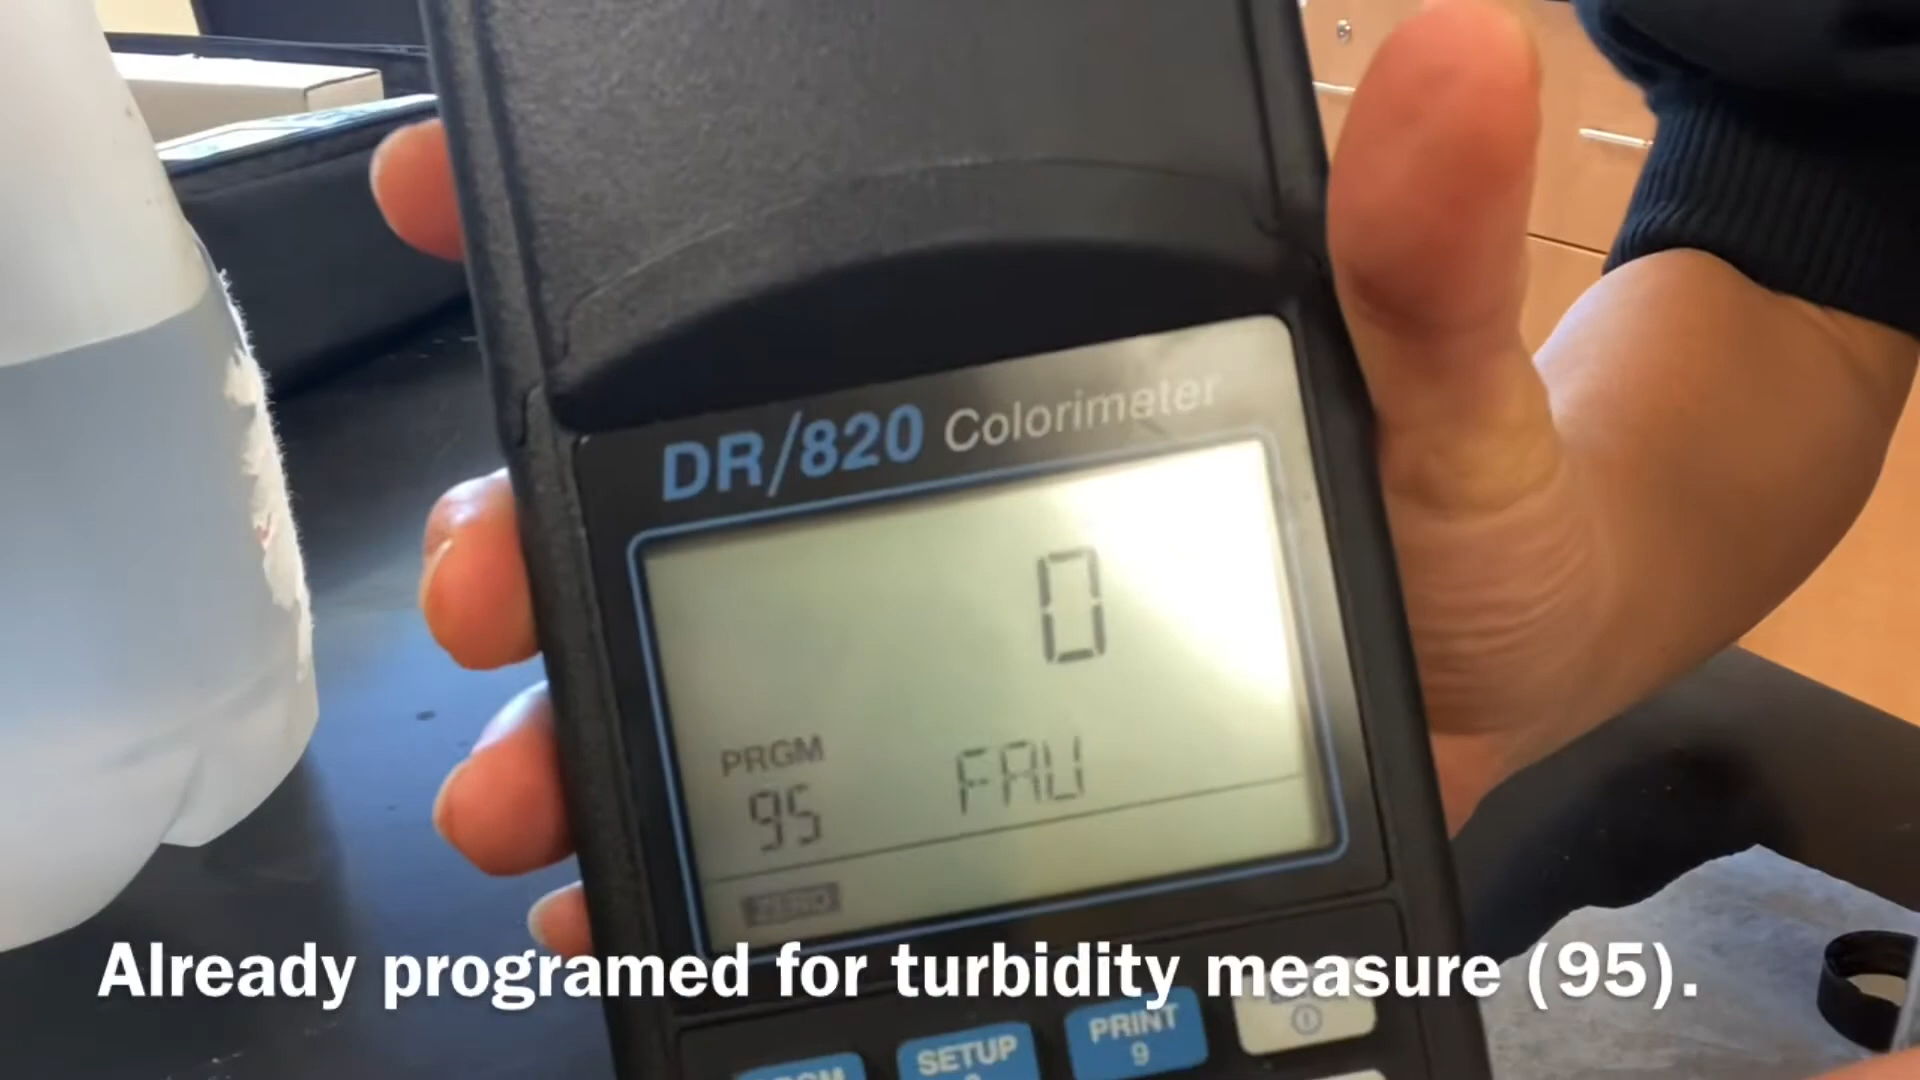 DR/820 Colorimeter
0
PRGM
95 FAU
Already programed for turbidity measure (95).
SETUP
PRINT
9